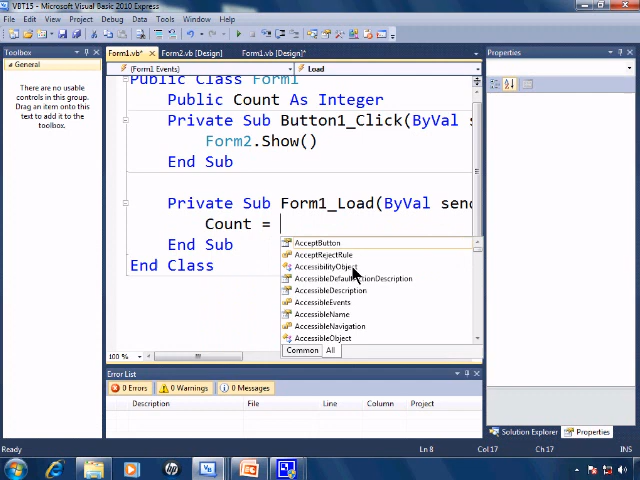 VBT15 - Microsoft Visual Basic 2010 Express
File Edit View Project Debug Data Tools Window Help
Toolbox
General
There are no usable
controls in this group.
Drag an item onto this
text to add it to the
toolbox.
Form1.vb* Form2.vb [Design] Form1.vb [Design]*
(Form1 Events) Load
Public Class Form1
Public Count As Integer
Private Sub Button1_Click(ByVal s
Form2.Show()
End Sub
Private Sub Form1_Load(ByVal send
Count =
End Sub
End Class
AcceptButton
AcceptRejectRule
AccessibilityObject
AccessibleDefaultActionDescription
AccessibleDescription
AccessibleEvents
AccessibleName
AccessibleNavigation
AccessibleObject
Common All
100 %
Error List
0 Errors 0 Warnings 0 Messages
Description File Line Column Project
Properties
Solution Explorer Properties
Ready Ln 8 Col 17 Ch 17 INS